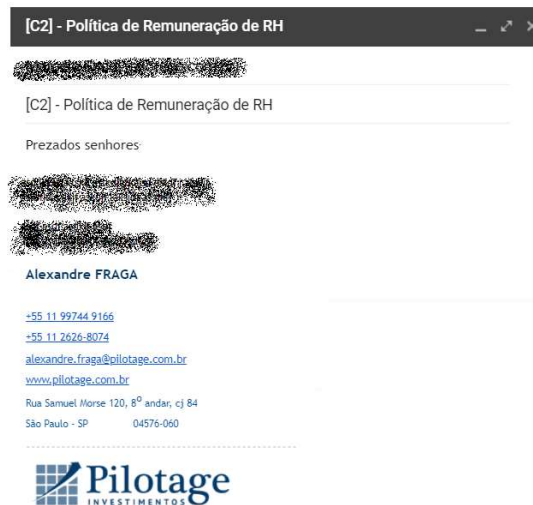 [C2] - Política de Remuneração de RH
[C2] - Política de Remuneração de RH
Prezados senhores
Alexandre FRAGA
+55 11 99744 9166
+55 11 2626-8074
alexandre.fraga@pilotage.com.br
www.pilotage.com.br
Rua Samuel Morse 120, 8º andar, cj 84
São Paulo - SP 04576-060
Pilotage
INVESTIMENTOS